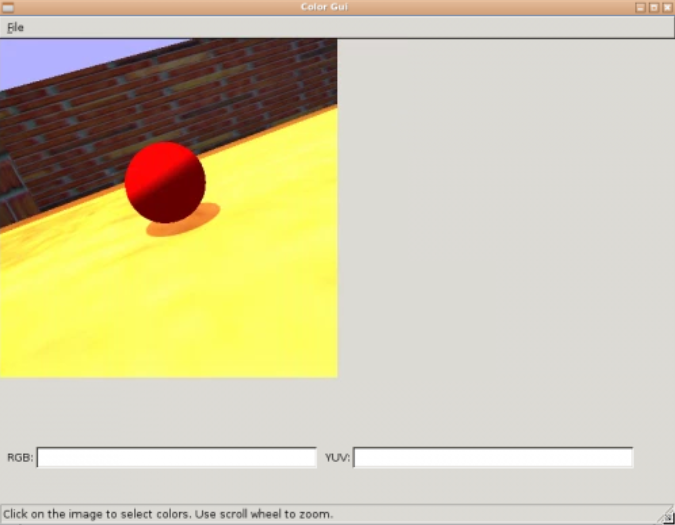 Color Gui
File
RGB:
YUV:
Click on the image to select colors. Use scroll wheel to zoom.